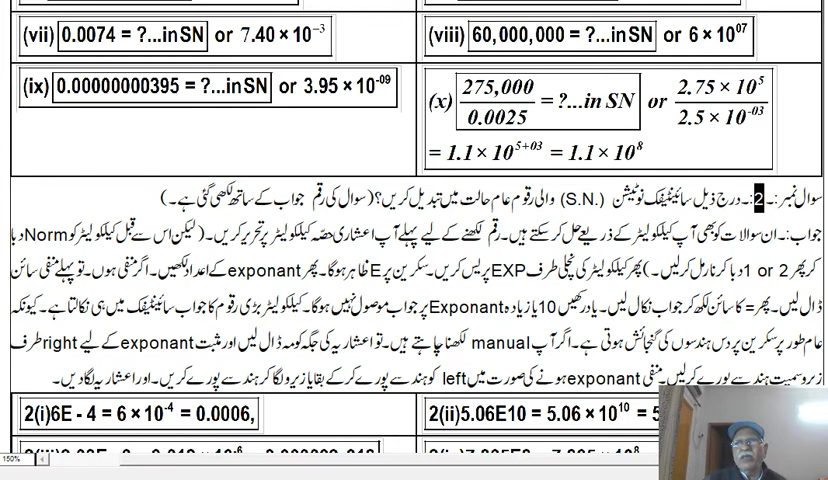 (vii) 0.0074 = ?...inSN or 7.40 × 10⁻³
(viii) 60,000,000 = ?...inSN or 6 × 10⁰⁷
(ix) 0.00000000395 = ?...inSN or 3.95 × 10⁻⁰⁹
(x) 275,000 / 0.0025 = ?...in SN or 2.75 × 10⁵ / 2.5 × 10⁻⁰³
= 1.1 × 10⁵⁺⁰³ = 1.1 × 10⁸
سوال نمبر:۔2:۔درج ذیل سائینٹیفک نوٹیشن (S.N.) والی رقوم عام حالت میں تبدیل کریں؟(سوال کی رقم جواب کے ساتھ لکھی گئی ہے۔)
جواب:۔ان سوالات کو بھی آپ کیلکولیٹر کے ذریعے حل کر سکتے ہیں۔رقم لکھنے کے لیے پہلے آپ اعشاری حصّہ کیلکولیٹر پر تحریر کریں۔(لیکن اس سے قبل کیلکولیٹر کو Norm دبا
کر پھر 1 or 2 دبا کر نارمل کر لیں۔)پھر کیلکولیٹر کی نچلی طرف EXP پریس کریں۔سکرین پر E ظاہر ہوگا۔پھر exponant کے اعداد لکھیں۔اگر منفی ہوں۔تو پہلے منفی سائن
ڈال لیں۔پھر = کا سائن لکھ کر جواب نکال لیں۔یاد رکھیں 10 یا زیادہ Exponant پر جواب موصول نہیں ہوگا۔کیلکولیٹر بڑی رقوم کا جواب سائینٹیفک میں ہی نکالتا ہے۔کیونکہ
عام طور پر سکرین پر دس ہندسوں کی گنجائش ہوتی ہے۔اگر آپ manual لکھنا چاہتے ہیں۔تو اعشاریہ کی جگہ کومہ ڈال لیں اور مثبت exponant کے لیے right طرف
زیرو سمیت ہندسے پورے کر لیں۔منفی exponant ہونے کی صورت میں left کو ہندسے پورے کر کے بقایا زیرو لگا کر ہندسے پورے کریں۔اور اعشاریہ لگا دیں۔
2(i)6E - 4 = 6 × 10⁻⁴ = 0.0006,
2(ii)5.06E10 = 5.06 × 10¹⁰ = 5
150%